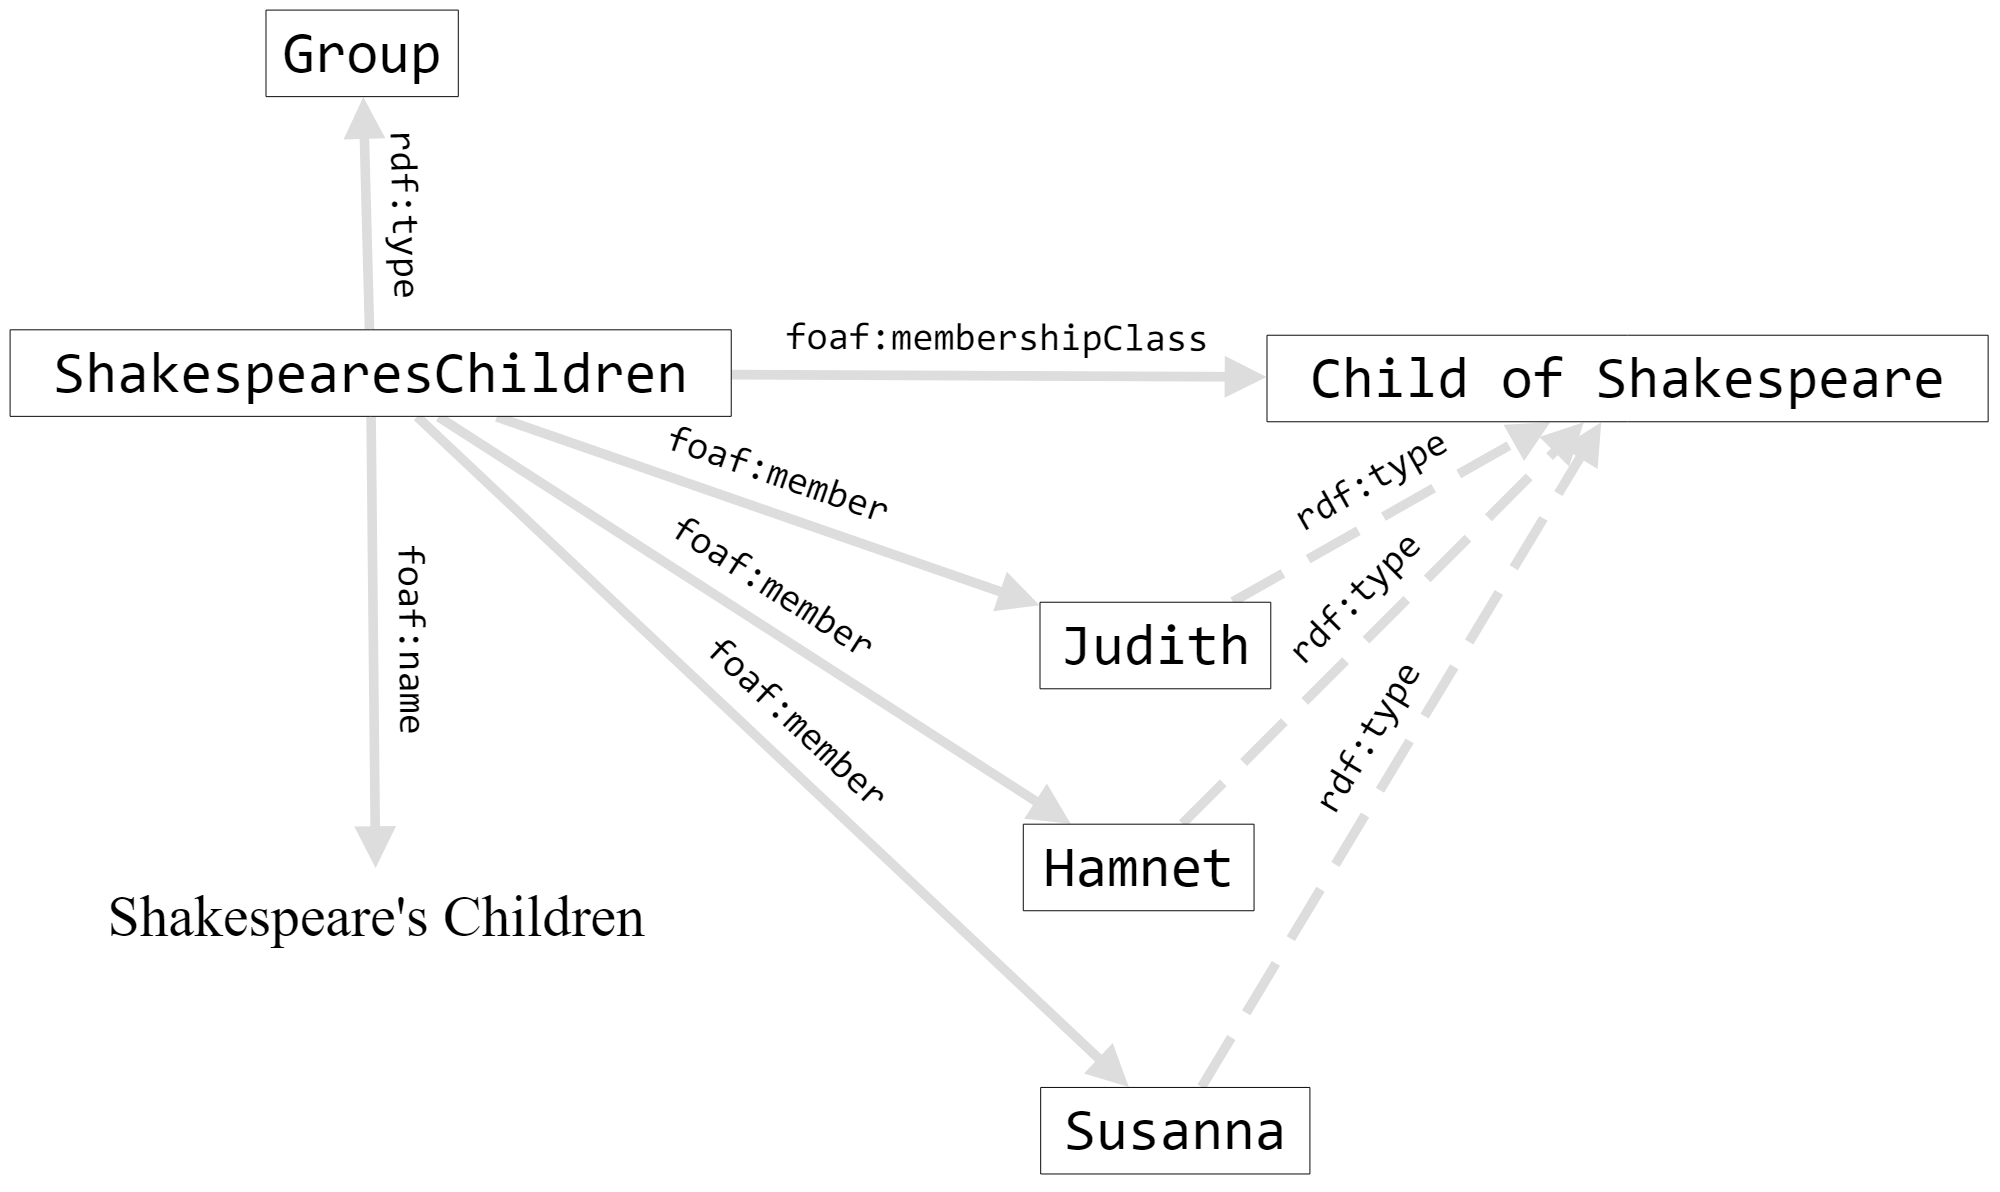 Group
rdf:type
ShakespearesChildren
foaf:membershipClass
Child of Shakespeare
foaf:member
rdf:type
foaf:member
rdf:type
foaf:name
Judith
foaf:member
rdf:type
Hamnet
Shakespeare's Children
Susanna